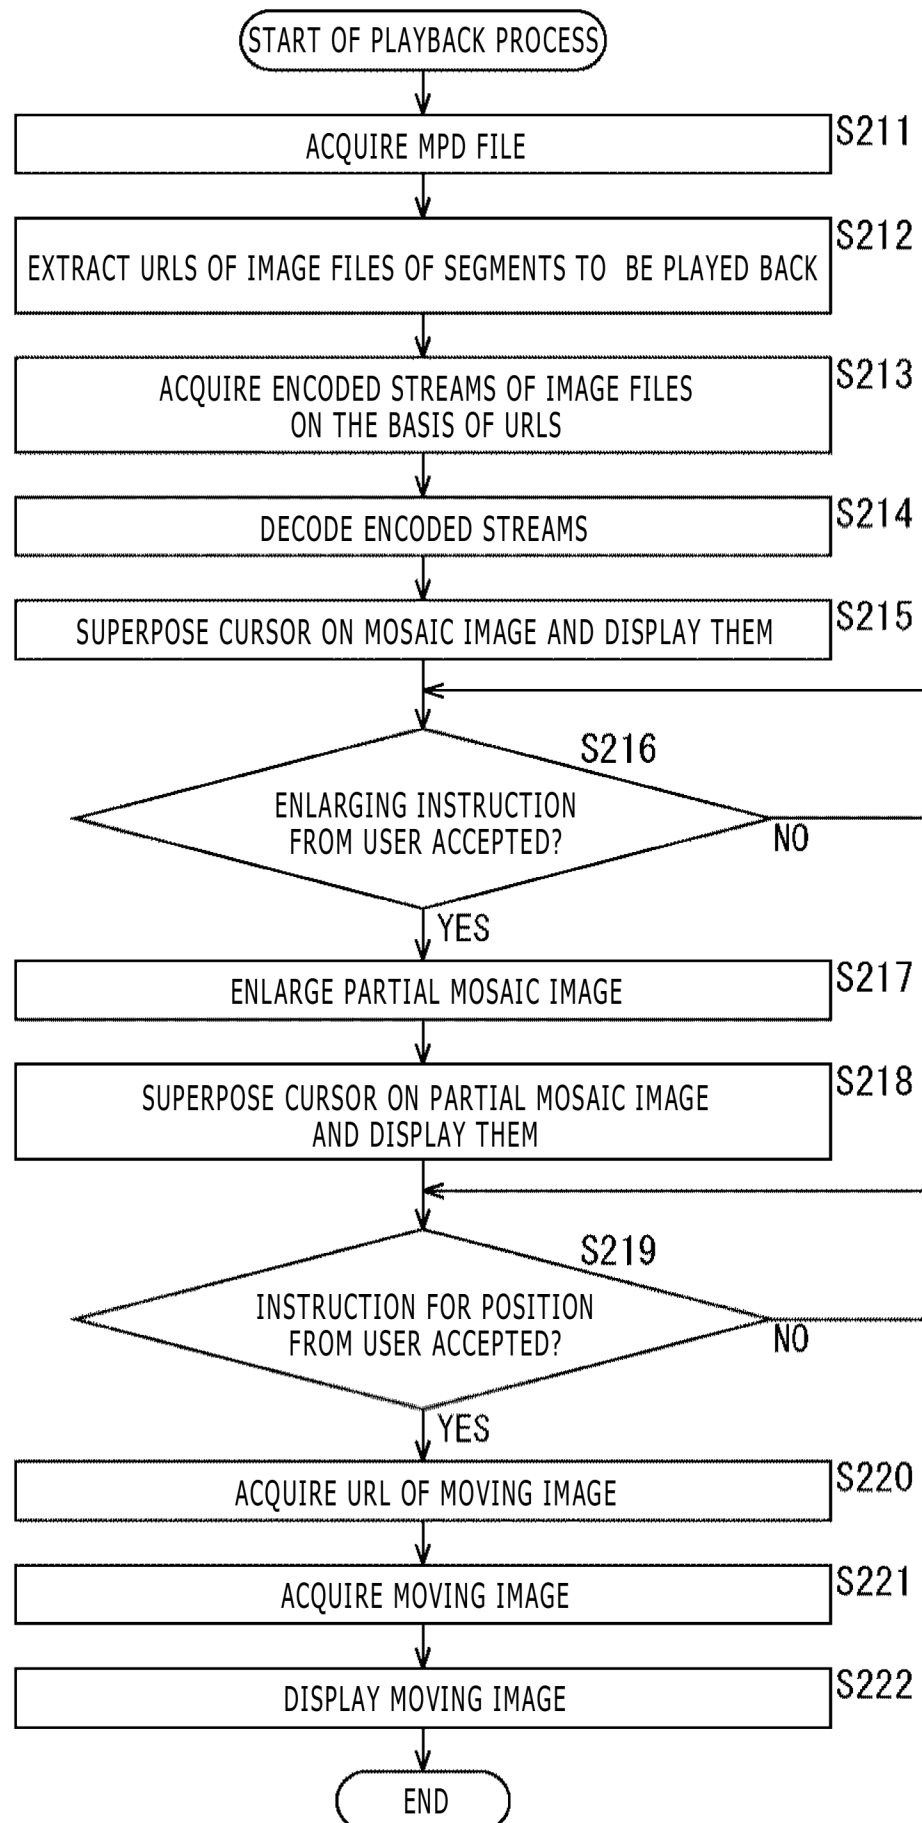 START OF PLAYBACK PROCESS
S211
ACQUIRE MPD FILE
S212
EXTRACT URLS OF IMAGE FILES OF SEGMENTS TO BE PLAYED BACK
S213
ACQUIRE ENCODED STREAMS OF IMAGE FILES
ON THE BASIS OF URLS
S214
DECODE ENCODED STREAMS
S215
SUPERPOSE CURSOR ON MOSAIC IMAGE AND DISPLAY THEM
S216
ENLARGING INSTRUCTION
FROM USER ACCEPTED?
NO
YES
S217
ENLARGE PARTIAL MOSAIC IMAGE
S218
SUPERPOSE CURSOR ON PARTIAL MOSAIC IMAGE
AND DISPLAY THEM
S219
INSTRUCTION FOR POSITION
FROM USER ACCEPTED?
NO
YES
S220
ACQUIRE URL OF MOVING IMAGE
S221
ACQUIRE MOVING IMAGE
S222
DISPLAY MOVING IMAGE
END